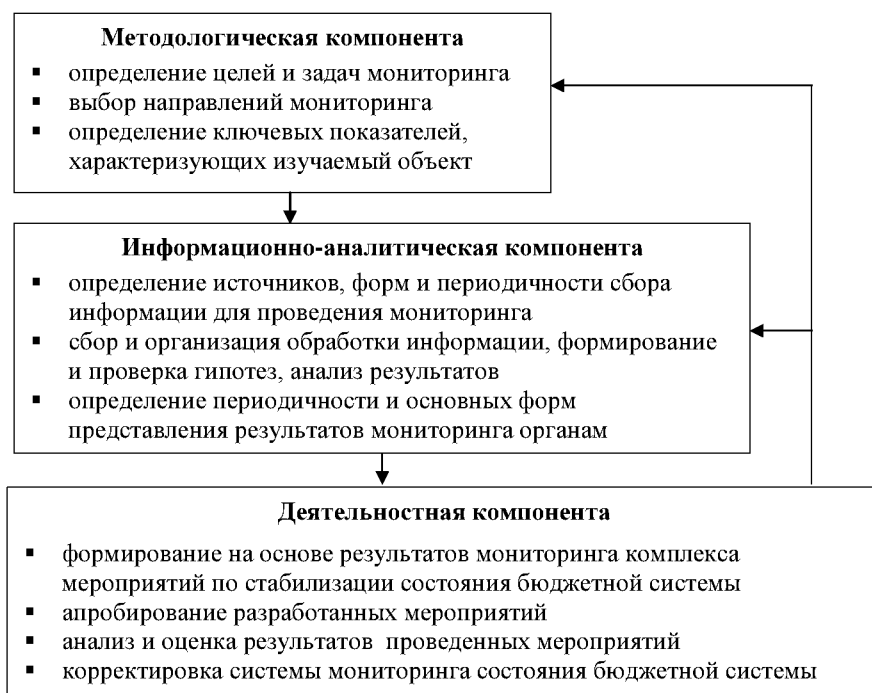 Методологическая компонента
▪ определение целей и задач мониторинга
▪ выбор направлений мониторинга
▪ определение ключевых показателей,
характеризующих изучаемый объект
Информационно-аналитическая компонента
▪ определение источников, форм и периодичности сбора
информации для проведения мониторинга
▪ сбор и организация обработки информации, формирование
и проверка гипотез, анализ результатов
▪ определение периодичности и основных форм
представления результатов мониторинга органам
Деятельностная компонента
▪ формирование на основе результатов мониторинга комплекса
мероприятий по стабилизации состояния бюджетной системы
▪ апробирование разработанных мероприятий
▪ анализ и оценка результатов проведенных мероприятий
▪ корректировка системы мониторинга состояния бюджетной системы